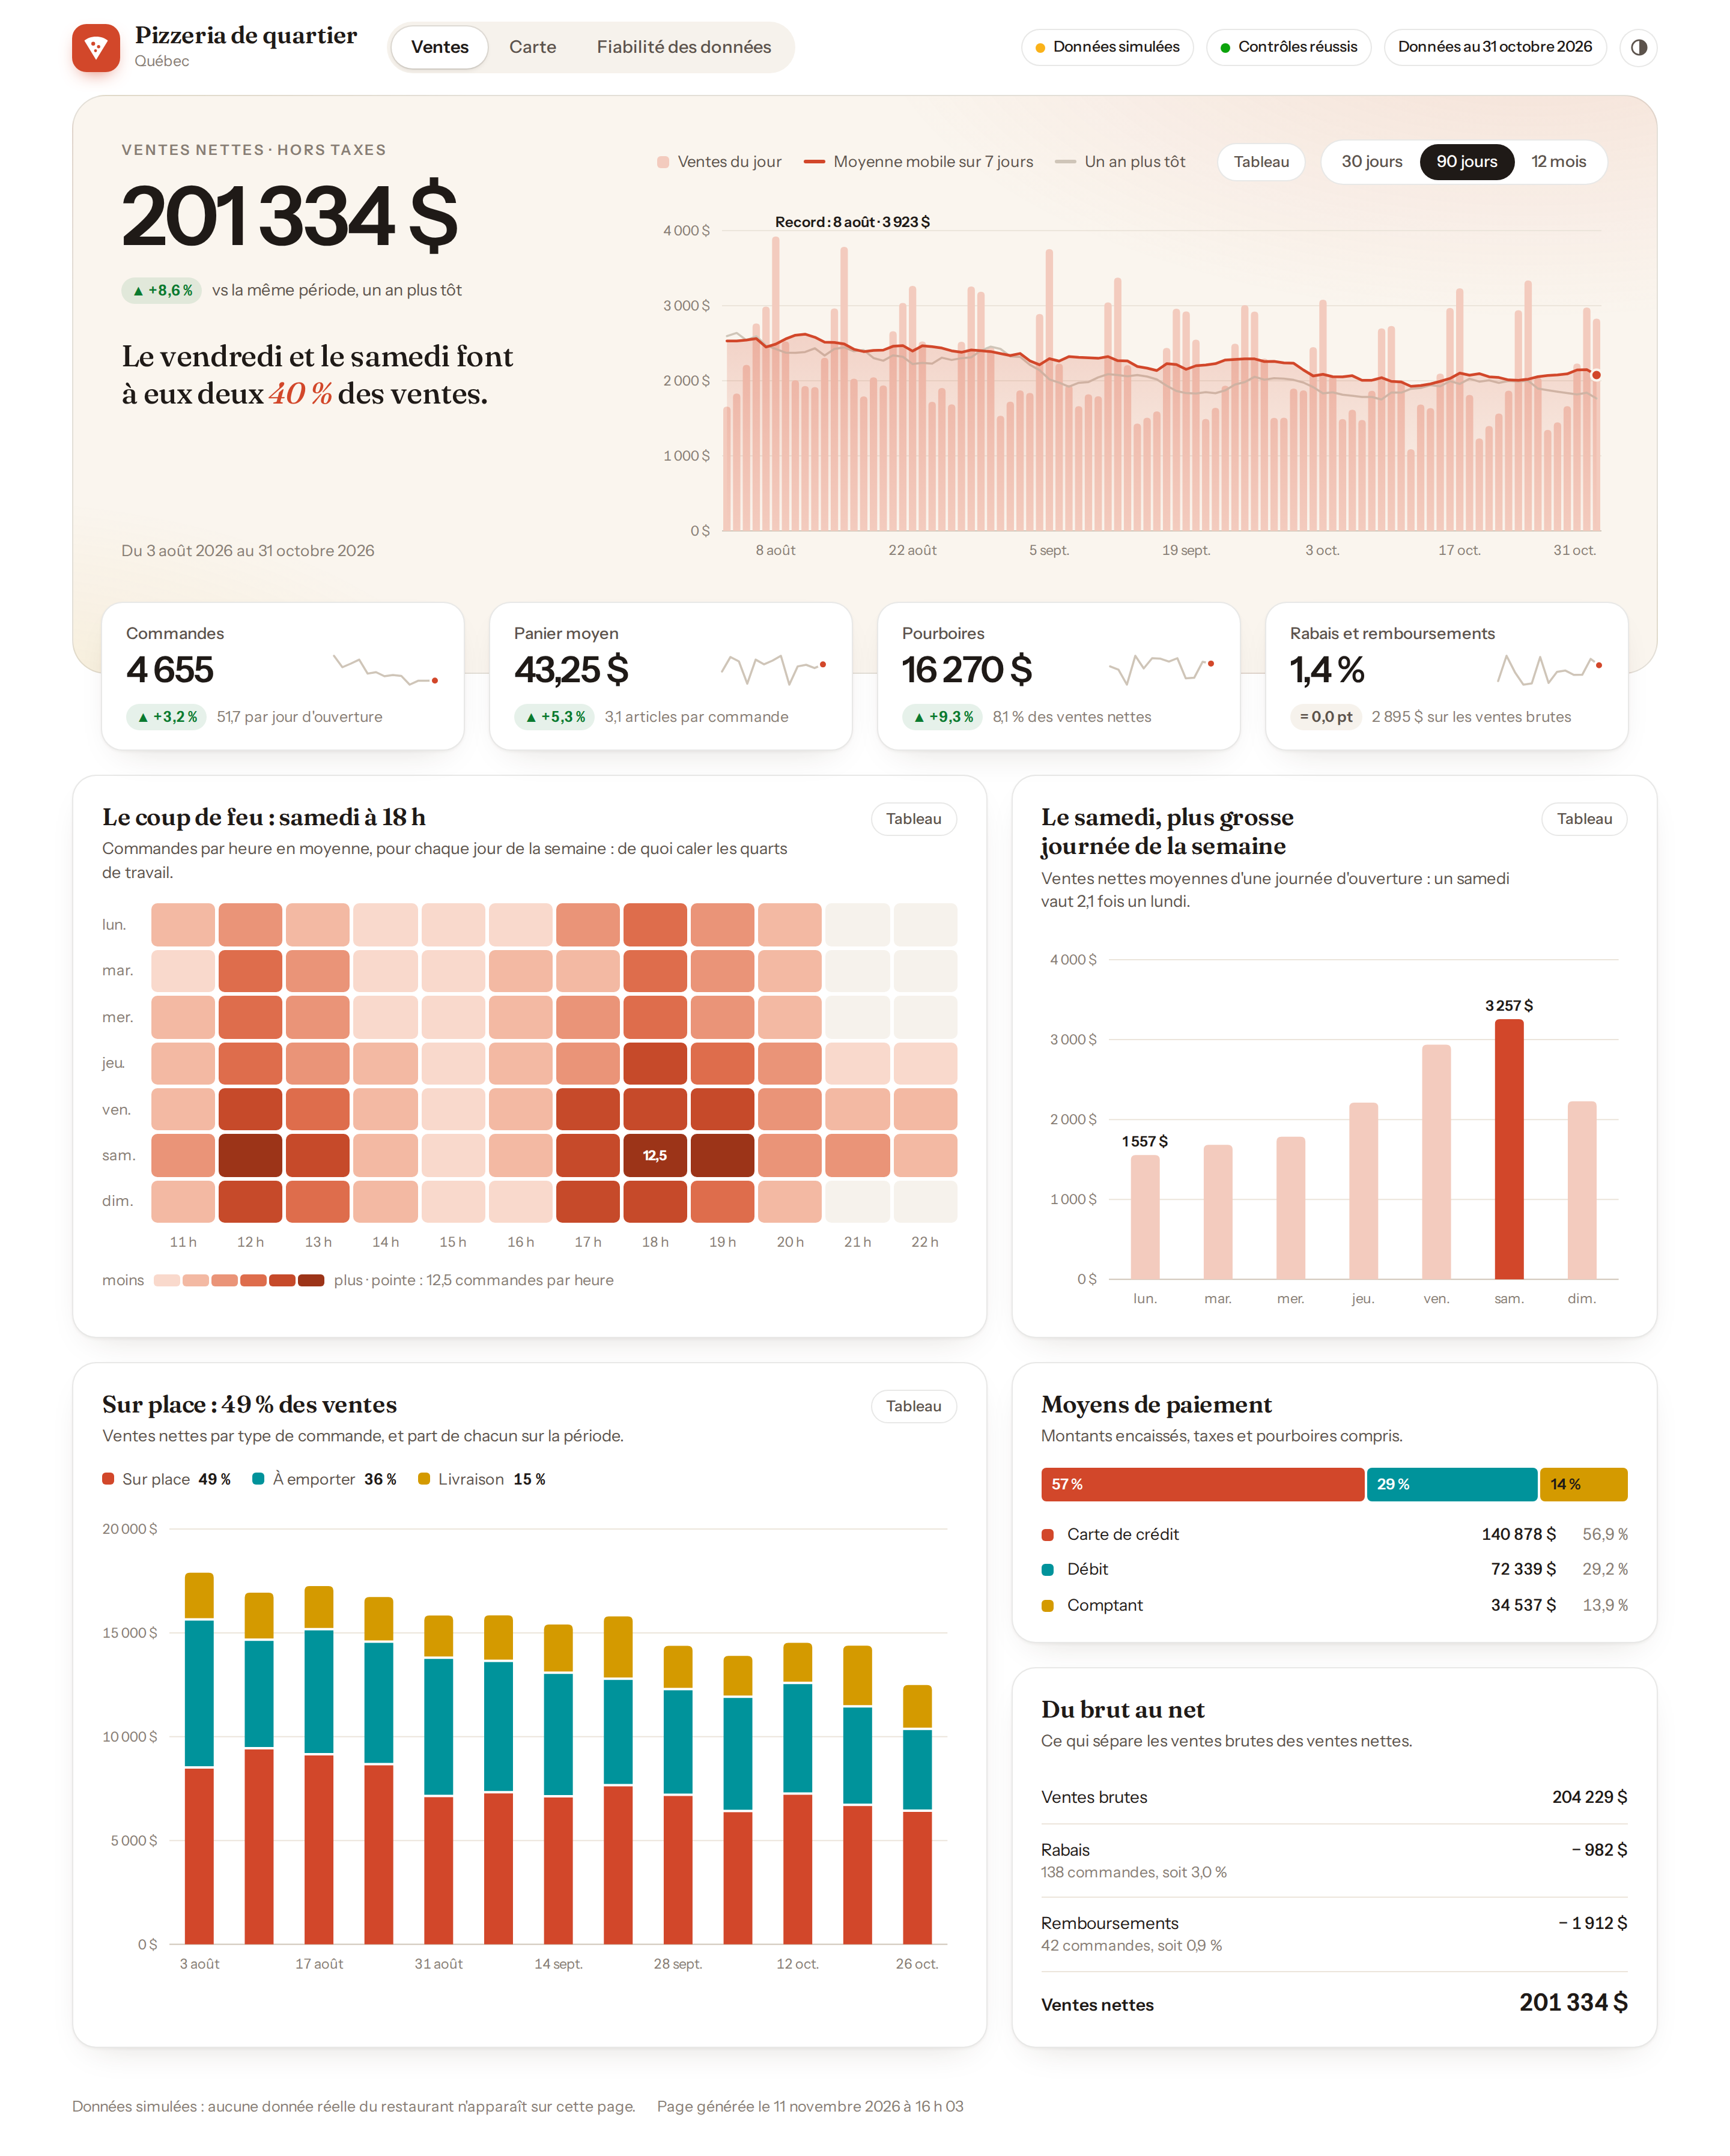 Pizzeria de quartier
Québec
Ventes
Carte
Fiabilité des données
Données simulées
Contrôles réussis
Données au 31 octobre 2026
VENTES NETTES · HORS TAXES
201 334 $
▲ +8,6 % vs la même période, un an plus tôt
Le vendredi et le samedi font
à eux deux 40 % des ventes.
Du 3 août 2026 au 31 octobre 2026
Ventes du jour
Moyenne mobile sur 7 jours
Un an plus tôt
Tableau
30 jours
90 jours
12 mois
Record : 8 août · 3 923 $
4 000 $
3 000 $
2 000 $
1 000 $
0 $
8 août
22 août
5 sept.
19 sept.
3 oct.
17 oct.
31 oct.
Commandes
4 655
▲ +3,2 % 51,7 par jour d'ouverture
Panier moyen
43,25 $
▲ +5,3 % 3,1 articles par commande
Pourboires
16 270 $
▲ +9,3 % 8,1 % des ventes nettes
Rabais et remboursements
1,4 %
= 0,0 pt 2 895 $ sur les ventes brutes
Le coup de feu : samedi à 18 h
Tableau
Commandes par heure en moyenne, pour chaque jour de la semaine : de quoi caler les quarts
de travail.
lun.
mar.
mer.
jeu.
ven.
sam.
12,5
dim.
11 h
12 h
13 h
14 h
15 h
16 h
17 h
18 h
19 h
20 h
21 h
22 h
moins
plus · pointe : 12,5 commandes par heure
Le samedi, plus grosse
journée de la semaine
Tableau
Ventes nettes moyennes d'une journée d'ouverture : un samedi
vaut 2,1 fois un lundi.
4 000 $
3 000 $
2 000 $
1 000 $
0 $
1 557 $
3 257 $
lun.
mar.
mer.
jeu.
ven.
sam.
dim.
Sur place : 49 % des ventes
Tableau
Ventes nettes par type de commande, et part de chacun sur la période.
Sur place 49 %
À emporter 36 %
Livraison 15 %
20 000 $
15 000 $
10 000 $
5 000 $
0 $
3 août
17 août
31 août
14 sept.
28 sept.
12 oct.
26 oct.
Moyens de paiement
Montants encaissés, taxes et pourboires compris.
57 %
29 %
14 %
Carte de crédit 140 878 $ 56,9 %
Débit 72 339 $ 29,2 %
Comptant 34 537 $ 13,9 %
Du brut au net
Ce qui sépare les ventes brutes des ventes nettes.
Ventes brutes 204 229 $
Rabais − 982 $
138 commandes, soit 3,0 %
Remboursements − 1 912 $
42 commandes, soit 0,9 %
Ventes nettes 201 334 $
Données simulées : aucune donnée réelle du restaurant n'apparaît sur cette page.
Page générée le 11 novembre 2026 à 16 h 03